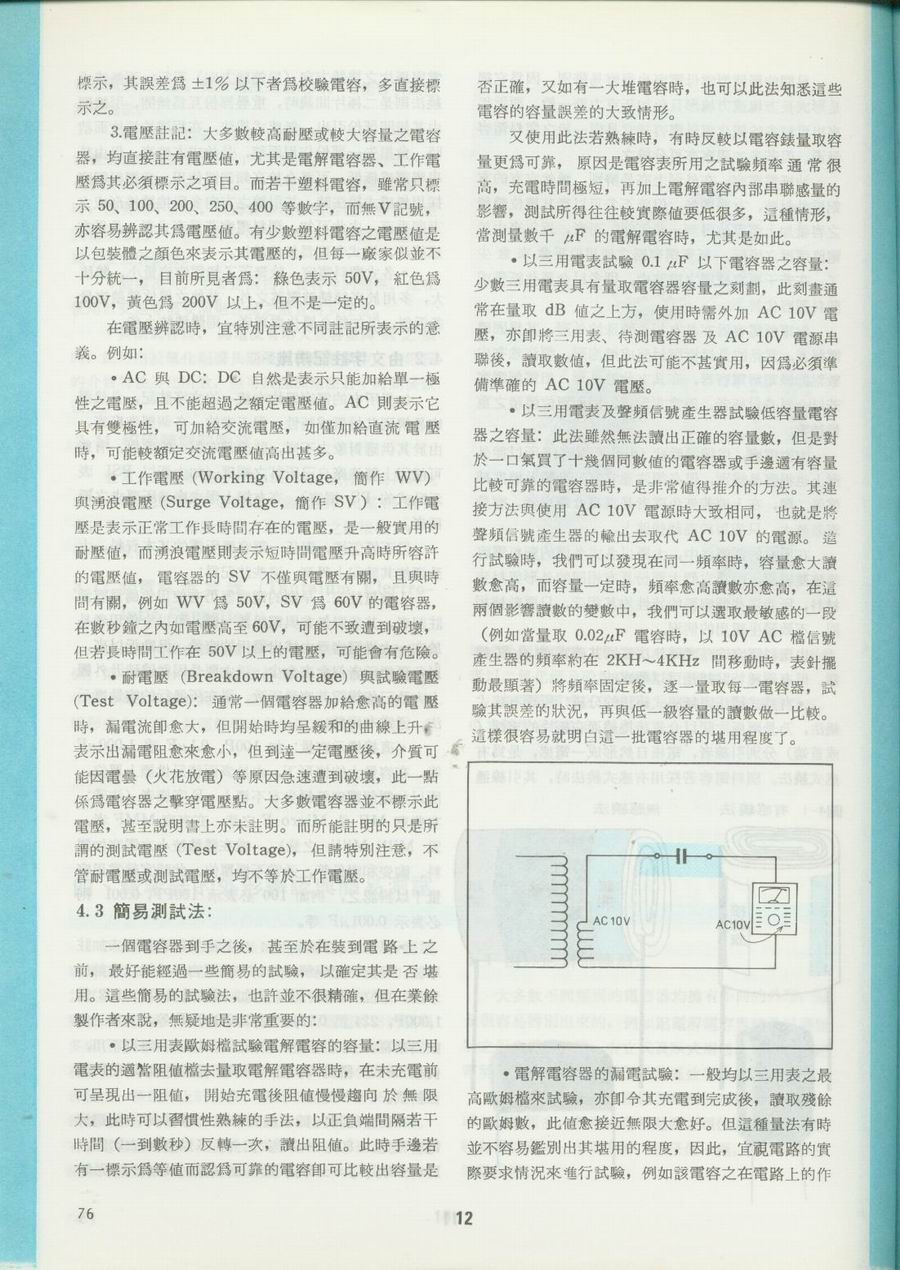 標示，其誤差爲 ±1% 以下者爲校驗電容，多直接標
示之。
3.電壓註記：大多數較高耐壓或較大容量之電容
器，均直接註有電壓値，尤其是電解電容器、工作電
壓爲其必須標示之項目。而若干塑料電容，雖常只標
示 50、100、200、250、400 等數字，而無V記號，
亦容易辨認其爲電壓値。有少數塑料電容之電壓値是
以包裝體之顏色來表示其電壓的，但每一廠家似並不
十分統一，目前所見者爲：綠色表示 50V，紅色爲
100V，黃色爲 200V 以上，但不是一定的。
在電壓辨認時，宜特別注意不同註記所表示的意
義。例如：
•AC 與 DC：DC 自然是表示只能加給單一極
性之電壓，且不能超過之額定電壓値。AC 則表示它
具有雙極性，可加給交流電壓，如僅加給直流電壓
時，可能較額定交流電壓値高出甚多。
•工作電壓 (Working Voltage，簡作 WV)
與湧浪電壓 (Surge Voltage，簡作 SV)：工作電
壓是表示正常工作長時間存在的電壓，是一般實用的
耐壓値，而湧浪電壓則表示短時間電壓升高時所容許
的電壓値，電容器的 SV 不僅與電壓有關，且與時
間有關，例如 WV 爲 50V，SV 爲 60V 的電容器，
在數秒鐘之內如電壓高至 60V，可能不致遭到破壞，
但若長時間工作在 50V 以上的電壓，可能會有危險。
•耐電壓 (Breakdown Voltage) 與試驗電壓
(Test Voltage)：通常一個電容器加給愈高的電壓
時，漏電流卽愈大，但開始時均呈緩和的曲線上升，
表示出漏電阻愈來愈小，但到達一定電壓後，介質可
能因電暈（火花放電）等原因急速遭到破壞，此一點
係爲電容器之擊穿電壓點。大多數電容器並不標示此
電壓，甚至說明書上亦未註明。而所能註明的只是所
謂的測試電壓 (Test Voltage)，但請特別注意，不
管耐電壓或測試電壓，均不等於工作電壓。
4.3 簡易測試法：
一個電容器到手之後，甚至於在裝到電路上之
前，最好能經過一些簡易的試驗，以確定其是否堪
用。這些簡易的試驗法，也許並不很精確，但在業餘
製作者來說，無疑地是非常重要的：
•以三用表歐姆檔試驗電解電容的容量：以三用
電表的適當阻値檔去量取電解電容器時，在未充電前
可呈現出一阻値，開始充電後阻値慢慢趨向於無限
大，此時可以習慣性熟練的手法，以正負端間隔若干
時間（一到數秒）反轉一次，讀出阻值。此時手邊若
有一標示爲等値而認爲可靠的電容卽可比較出容量是
否正確，又如有一大堆電容時，也可以此法知悉這些
電容的容量誤差的大致情形。
又使用此法若熟練時，有時反較以電容錶量取容
量更爲可靠，原因是電容表所用之試驗頻率通常很
高，充電時間極短，再加上電解電容內部串聯感量的
影響，測試所得往往較實際値要低很多，這種情形，
當測量數千 μF 的電解電容時，尤其是如此。
•以三用電表試驗 0.1 μF 以下電容器之容量：
少數三用電表具有量取電容器容量之刻劃，此刻畫通
常在量取 dB 値之上方，使用時需外加 AC 10V 電
壓，亦卽將三用表、待測電容器 及 AC 10V 電源串
聯後，讀取數値，但此法可能不甚實用，因爲必須準
備準確的 AC 10V 電壓。
•以三用電表及聲頻信號產生器試驗低容量電容
器之容量：此法雖然無法讀出正確的容量數，但是對
於一口氣買了十幾個同數値的電容器或手邊適有容量
比較可靠的電容器時，是非常値得推介的方法。其連
接方法與使用 AC 10V 電源時大致相同，也就是將
聲頻信號產生器的輸出去取代 AC 10V 的電源。這
行試驗時，我們可以發現在同一頻率時，容量愈大讀
數愈高，而容量一定時，頻率愈高讀數亦愈高，在這
兩個影響讀數的變數中，我們可以選取最敏感的一段
（例如當量取 0.02μF 電容時，以 10V AC 檔信號
產生器的頻率約在 2KH～4KHz 間移動時，表針擺
動最顯著）將頻率固定後，逐一量取每一電容器，試
驗其誤差的狀況，再與低一級容量的讀數做一比較。
這樣很容易就明白這一批電容器的堪用程度了。
AC 10V
AC10V
•電解電容器的漏電試驗：一般均以三用表之最
高歐姆檔來試驗，亦卽令其充電到完成後，讀取殘餘
的歐姆數，此値愈接近無限大愈好。但這種量法有時
並不容易鑑別出其堪用的程度，因此，宜視電路的實
際要求情況來進行試驗，例如該電容之在電路上的作
76
12